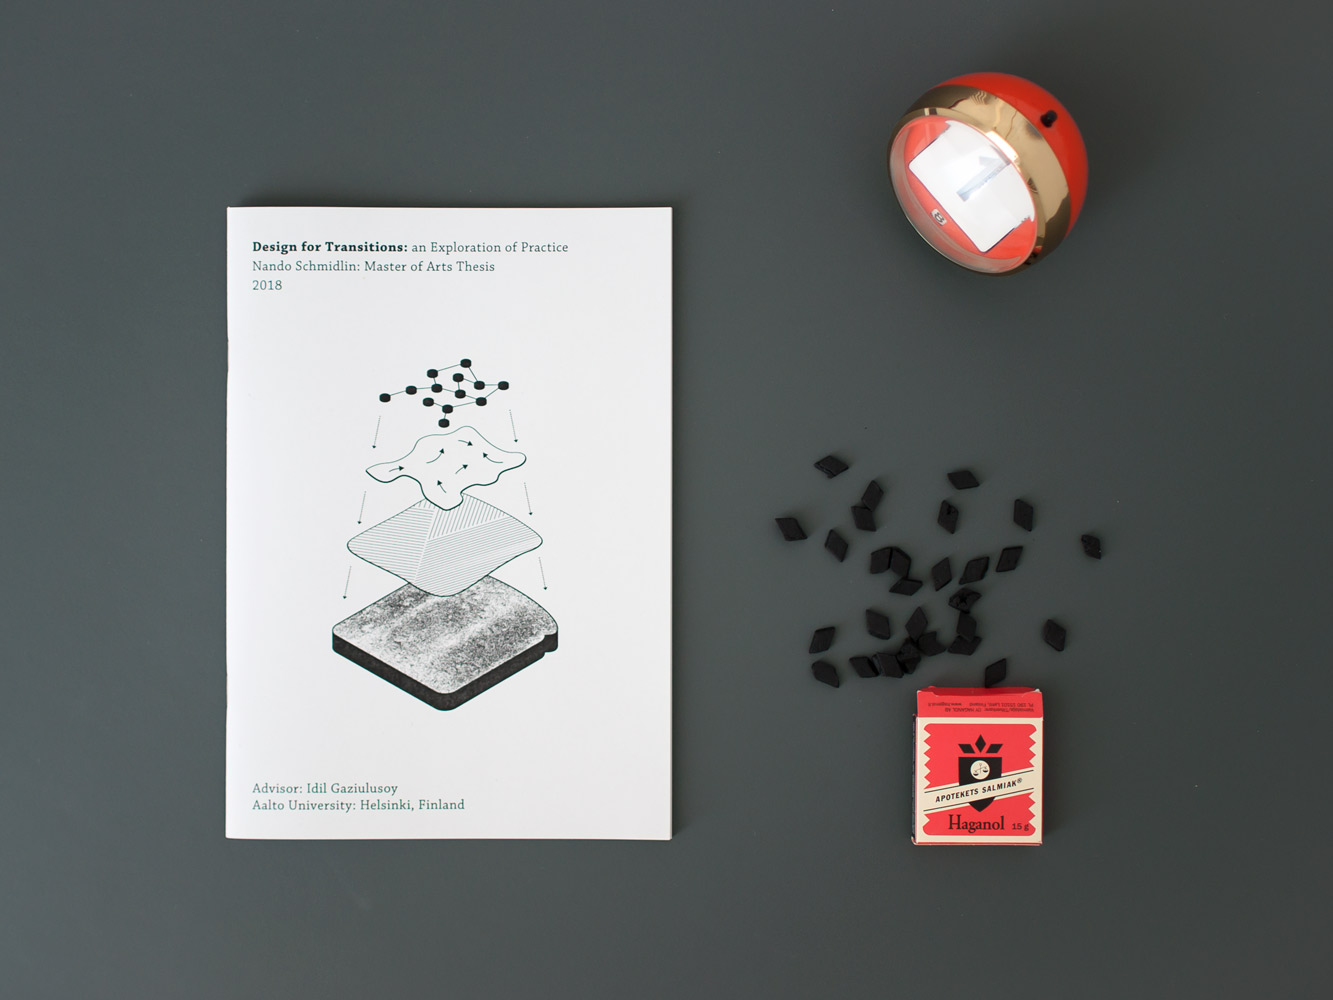 Design for Transitions: an Exploration of Practice
Nando Schmidlin: Master of Arts Thesis
2018
Advisor: Idil Gaziulusoy
Aalto University: Helsinki, Finland
APOTEKETS SALMIAK®
Haganol 15 g